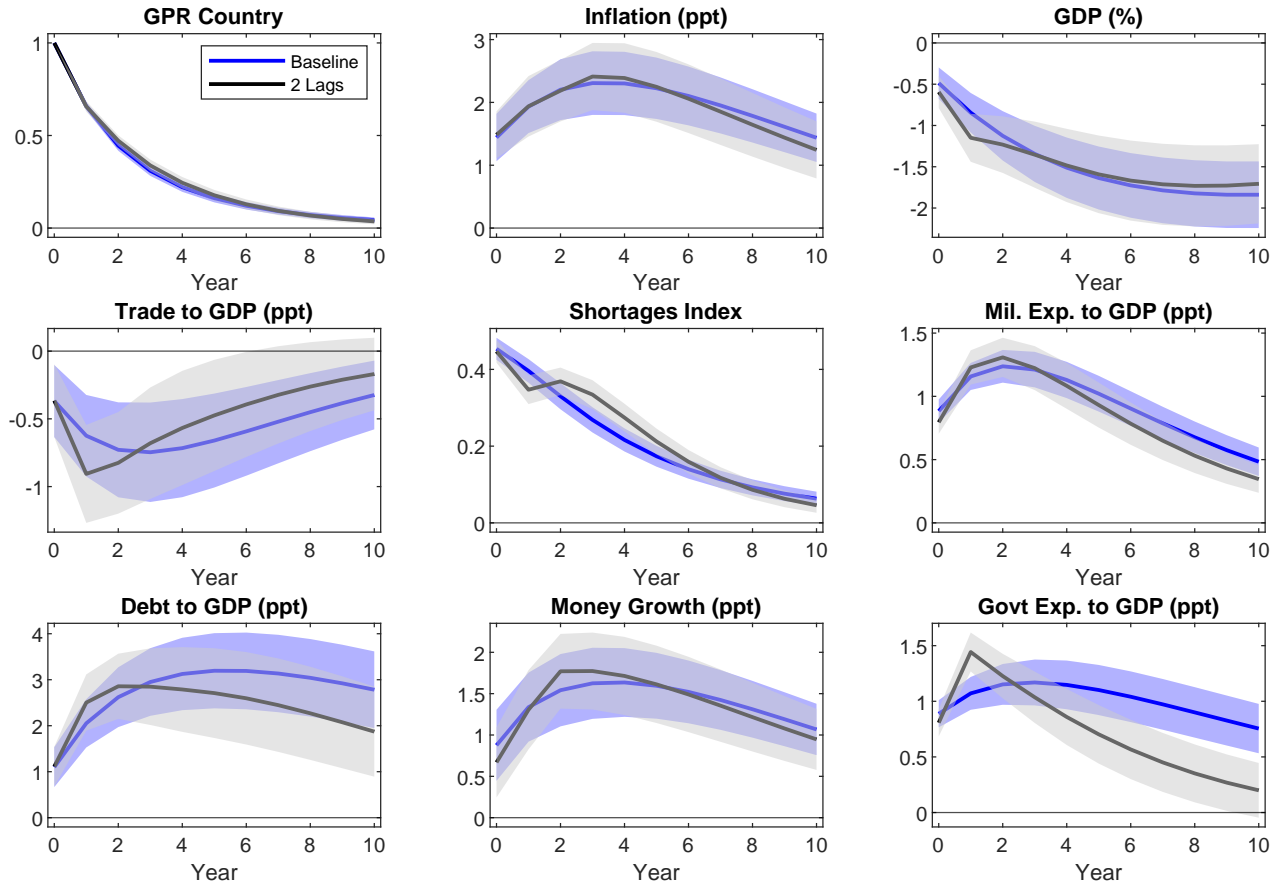 GPR Country
Inflation (ppt)
GDP (%)
1
0.5
0
Baseline
2 Lags
0 2 4 6 8 10
Year
3
2
1
0
0 2 4 6 8 10
Year
0
-0.5
-1
-1.5
-2
0 2 4 6 8 10
Year
Trade to GDP (ppt)
Shortages Index
Mil. Exp. to GDP (ppt)
0
-0.5
-1
0 2 4 6 8 10
Year
0.4
0.2
0
0 2 4 6 8 10
Year
1.5
1
0.5
0
0 2 4 6 8 10
Year
Debt to GDP (ppt)
Money Growth (ppt)
Govt Exp. to GDP (ppt)
4
3
2
1
0
0 2 4 6 8 10
Year
2
1.5
1
0.5
0
0 2 4 6 8 10
Year
1.5
1
0.5
0
0 2 4 6 8 10
Year